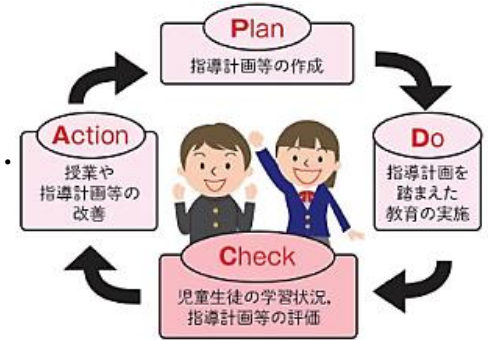 Plan
指導計画等の作成
Do
指導計画を
踏まえた
教育の実施
Check
児童生徒の学習状況,
指導計画等の評価
Action
授業や
指導計画等の
改善